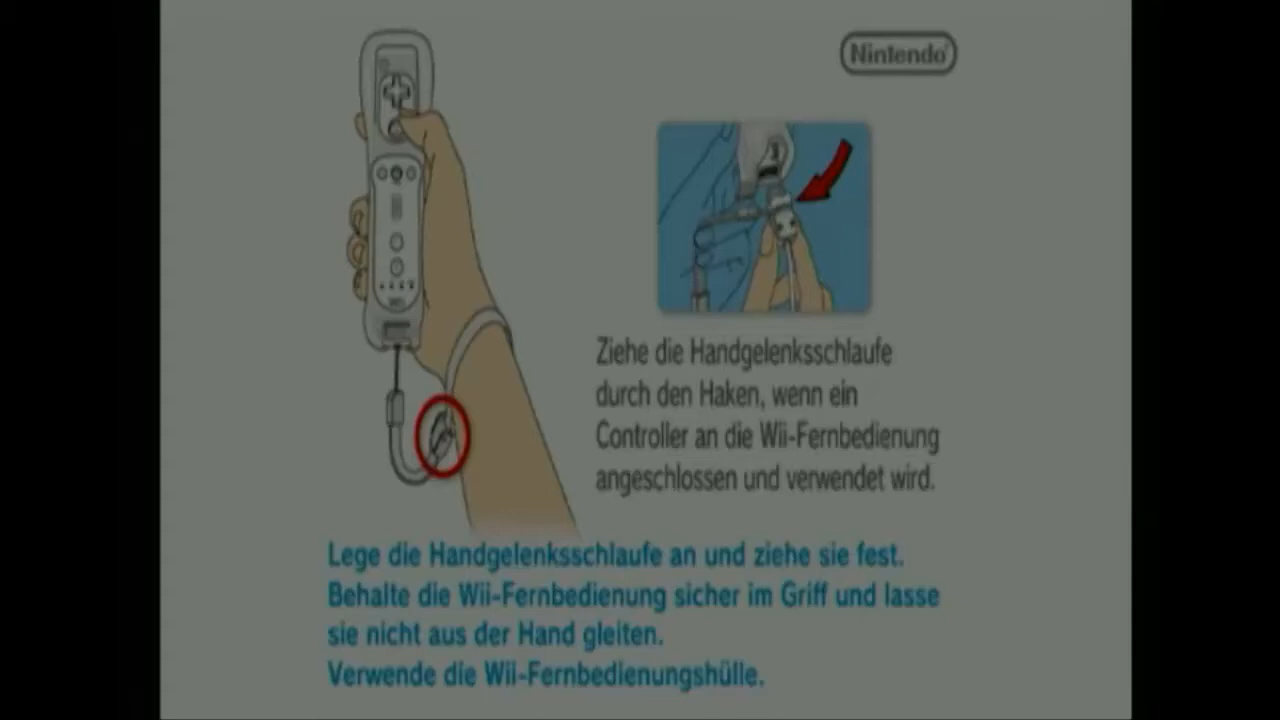 Nintendo
Ziehe die Handgelenksschlaufe
durch den Haken, wenn ein
Controller an die Wii-Fernbedienung
angeschlossen und verwendet wird.
Lege die Handgelenksschlaufe an und ziehe sie fest.
Behalte die Wii-Fernbedienung sicher im Griff und lasse
sie nicht aus der Hand gleiten.
Verwende die Wii-Fernbedienungshülle.